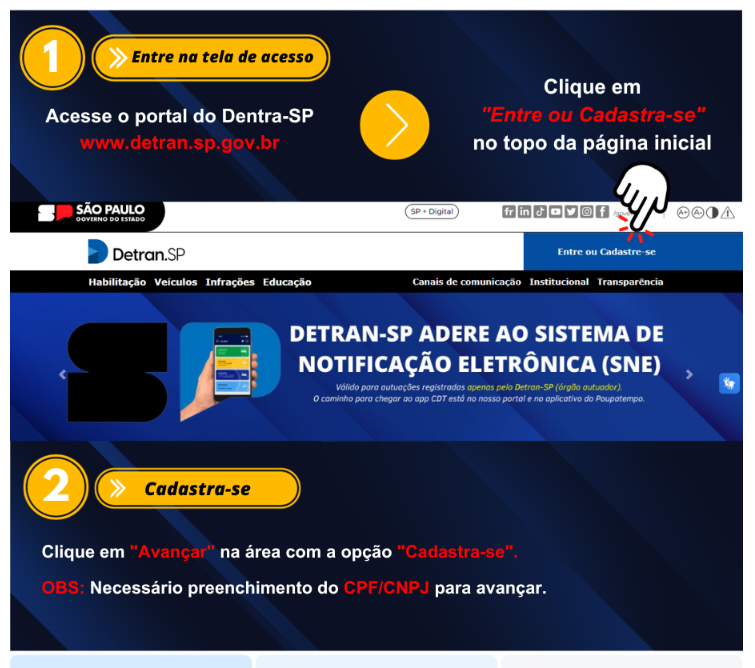 1
Entre na tela de acesso
Acesse o portal do Dentra-SP
www.detran.sp.gov.br
Clique em
"Entre ou Cadastra-se"
no topo da página inicial
SÃO PAULO
GOVERNO DO ESTADO
SP + Digital
Detran.SP
Entre ou Cadastre-se
Habilitação Veículos Infrações Educação
Canais de comunicação Institucional Transparência
DETRAN-SP ADERE AO SISTEMA DE
NOTIFICAÇÃO ELETRÔNICA (SNE)
Válido para autuações registradas apenas pelo Detran-SP (órgão autuador).
O caminho para chegar ao app CDT está no nosso portal e no aplicativo do Poupatempo.
2
Cadastra-se
Clique em "Avançar" na área com a opção "Cadastra-se".
OBS: Necessário preenchimento do CPF/CNPJ para avançar.